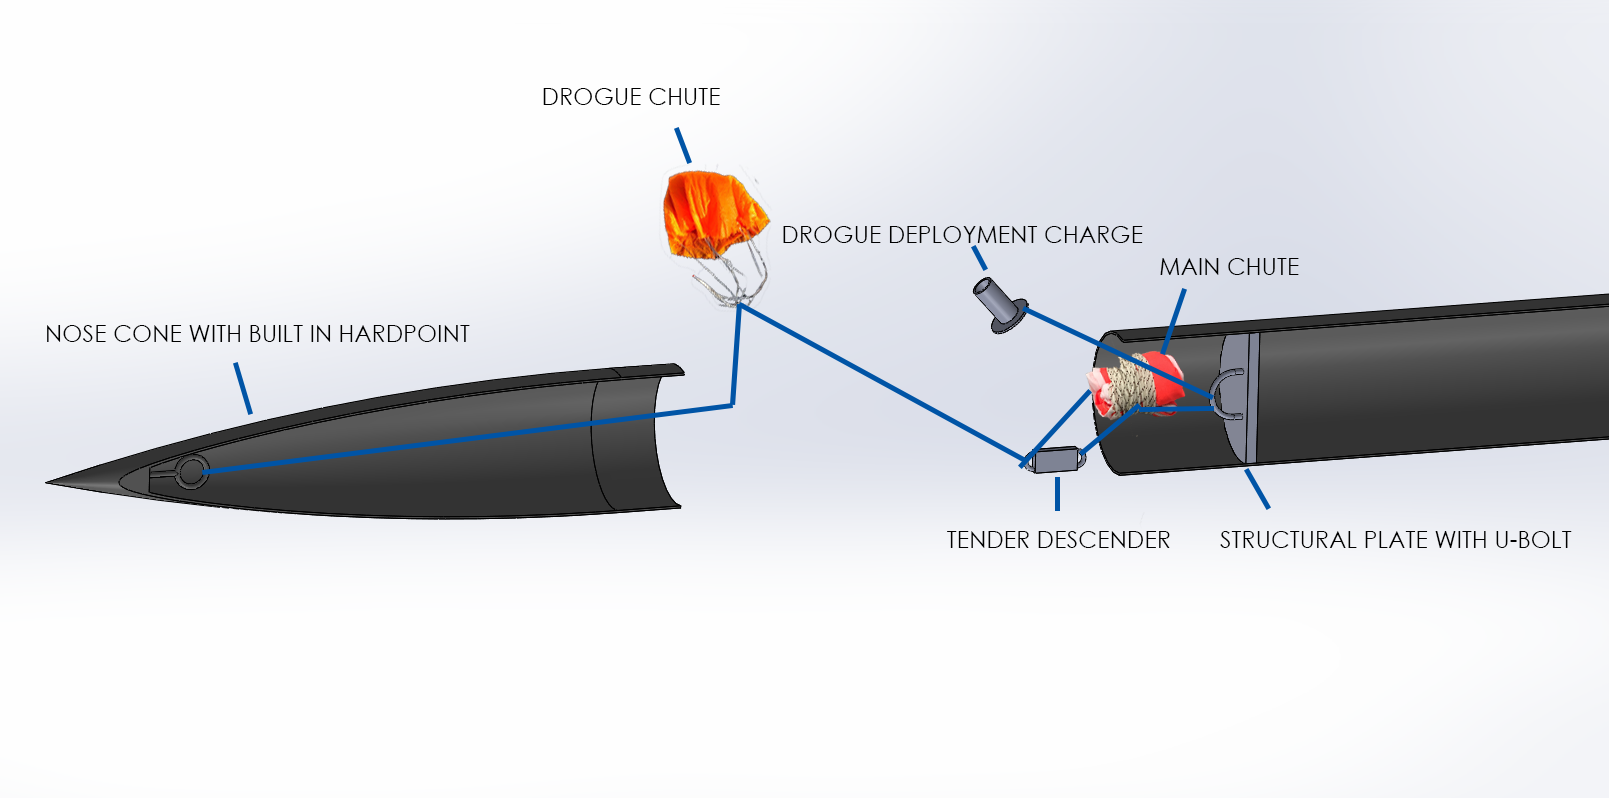 DROGUE CHUTE
DROGUE DEPLOYMENT CHARGE
MAIN CHUTE
NOSE CONE WITH BUILT IN HARDPOINT
TENDER DESCENDER
STRUCTURAL PLATE WITH U-BOLT